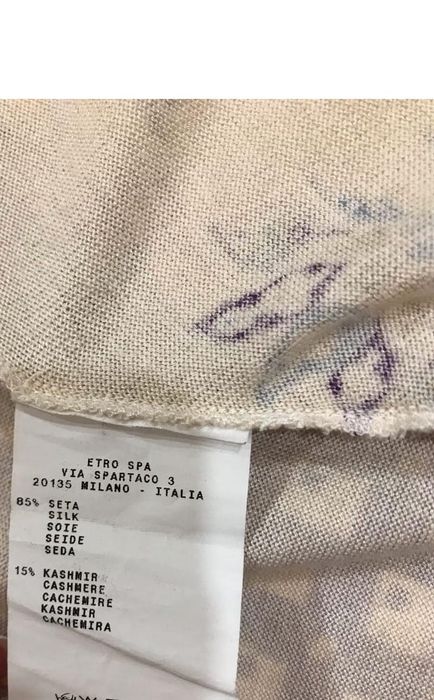 ETRO SPA
VIA SPARTACO 3
20135 MILANO - ITALIA
85% SETA
SILK
SOIE
SEIDE
SEDA
15% KASHMIR
CASHMERE
CACHEMIRE
KASHMIR
CACHEMIRA